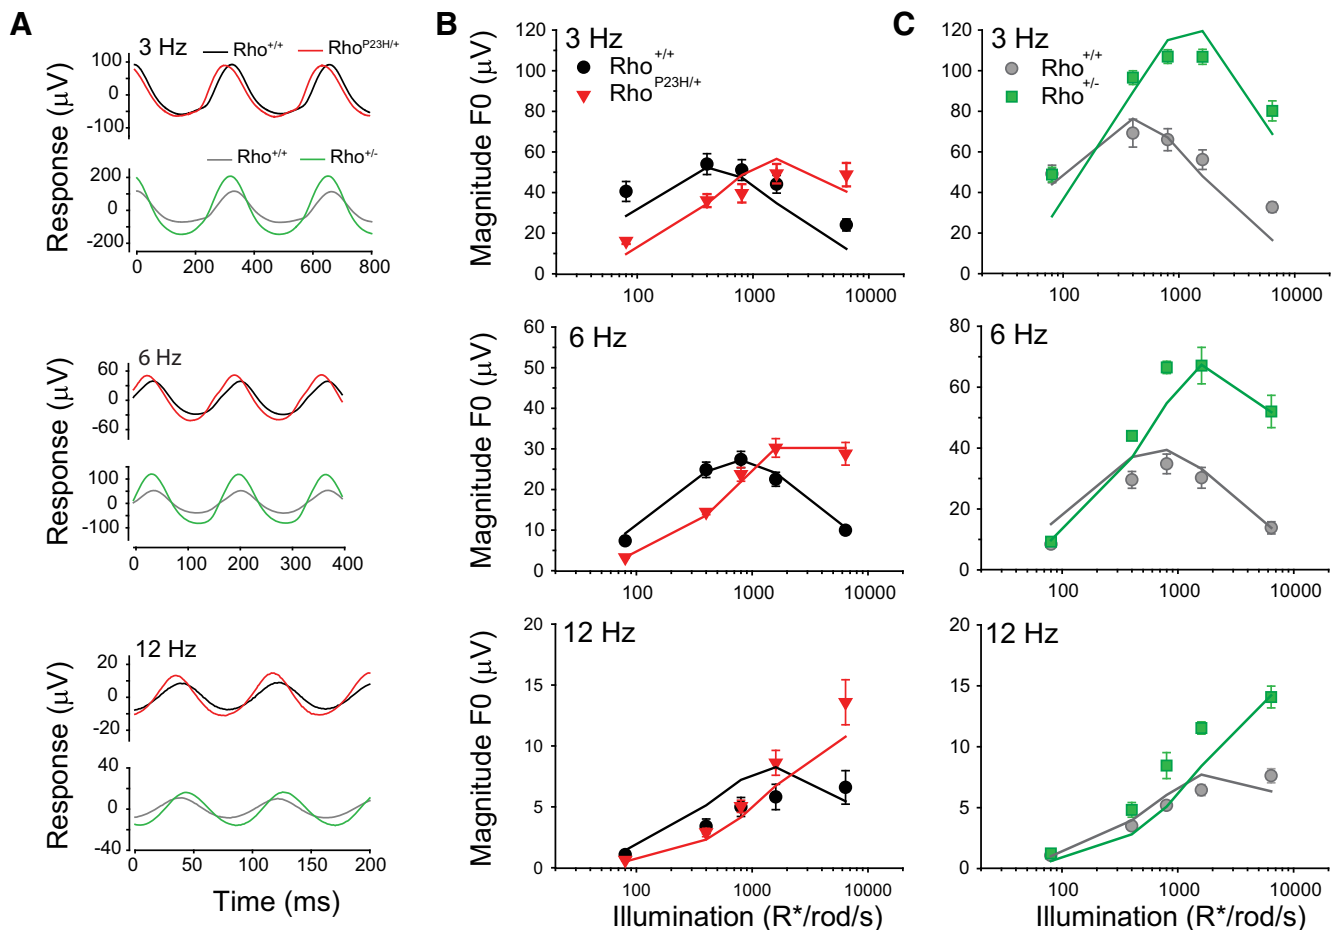 A
3 Hz
Rho+/+
RhoP23H/+
Response (µV)
100
0
-100
Rho+/+
Rho+/-
200
0
-200
0 200 400 600 800
6 Hz
Response (µV)
60
0
-60
100
0
-100
0 100 200 300 400
12 Hz
Response (µV)
20
0
-20
40
0
-40
0 50 100 150 200
Time (ms)
B
3 Hz
Rho+/+
RhoP23H/+
Magnitude F0 (µV)
120
100
80
60
40
20
0
100 1000 10000
6 Hz
Magnitude F0 (µV)
60
50
40
30
20
10
0
100 1000 10000
12 Hz
Magnitude F0 (µV)
20
15
10
5
0
100 1000 10000
Illumination (R*/rod/s)
C
3 Hz
Rho+/+
Rho+/-
120
100
80
60
40
20
0
100 1000 10000
6 Hz
80
60
40
20
0
100 1000 10000
12 Hz
20
15
10
5
0
100 1000 10000
Illumination (R*/rod/s)